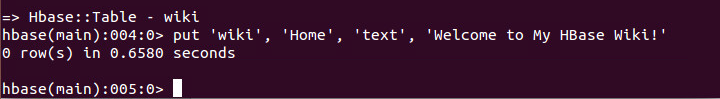 => Hbase::Table - wiki
hbase(main):004:0> put 'wiki', 'Home', 'text', 'Welcome to My HBase Wiki!'
0 row(s) in 0.6580 seconds
hbase(main):005:0>